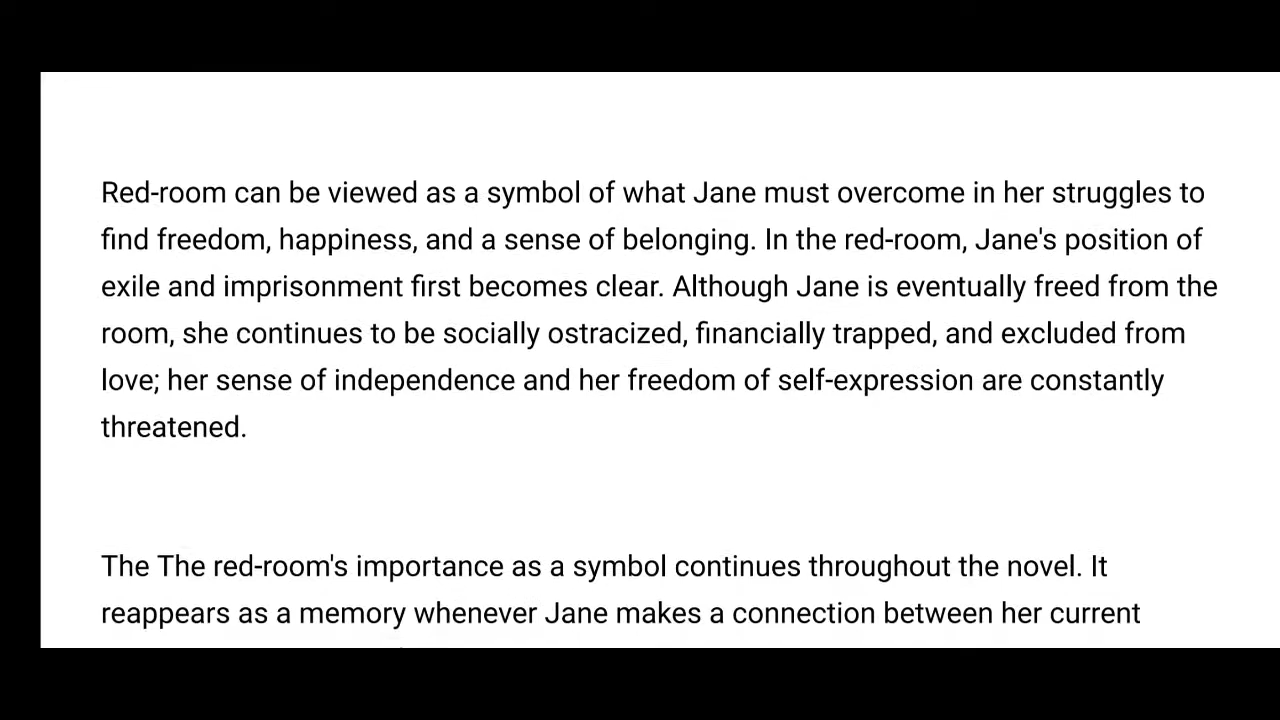 Red-room can be viewed as a symbol of what Jane must overcome in her struggles to
find freedom, happiness, and a sense of belonging. In the red-room, Jane's position of
exile and imprisonment first becomes clear. Although Jane is eventually freed from the
room, she continues to be socially ostracized, financially trapped, and excluded from
love; her sense of independence and her freedom of self-expression are constantly
threatened.
The The red-room's importance as a symbol continues throughout the novel. It
reappears as a memory whenever Jane makes a connection between her current